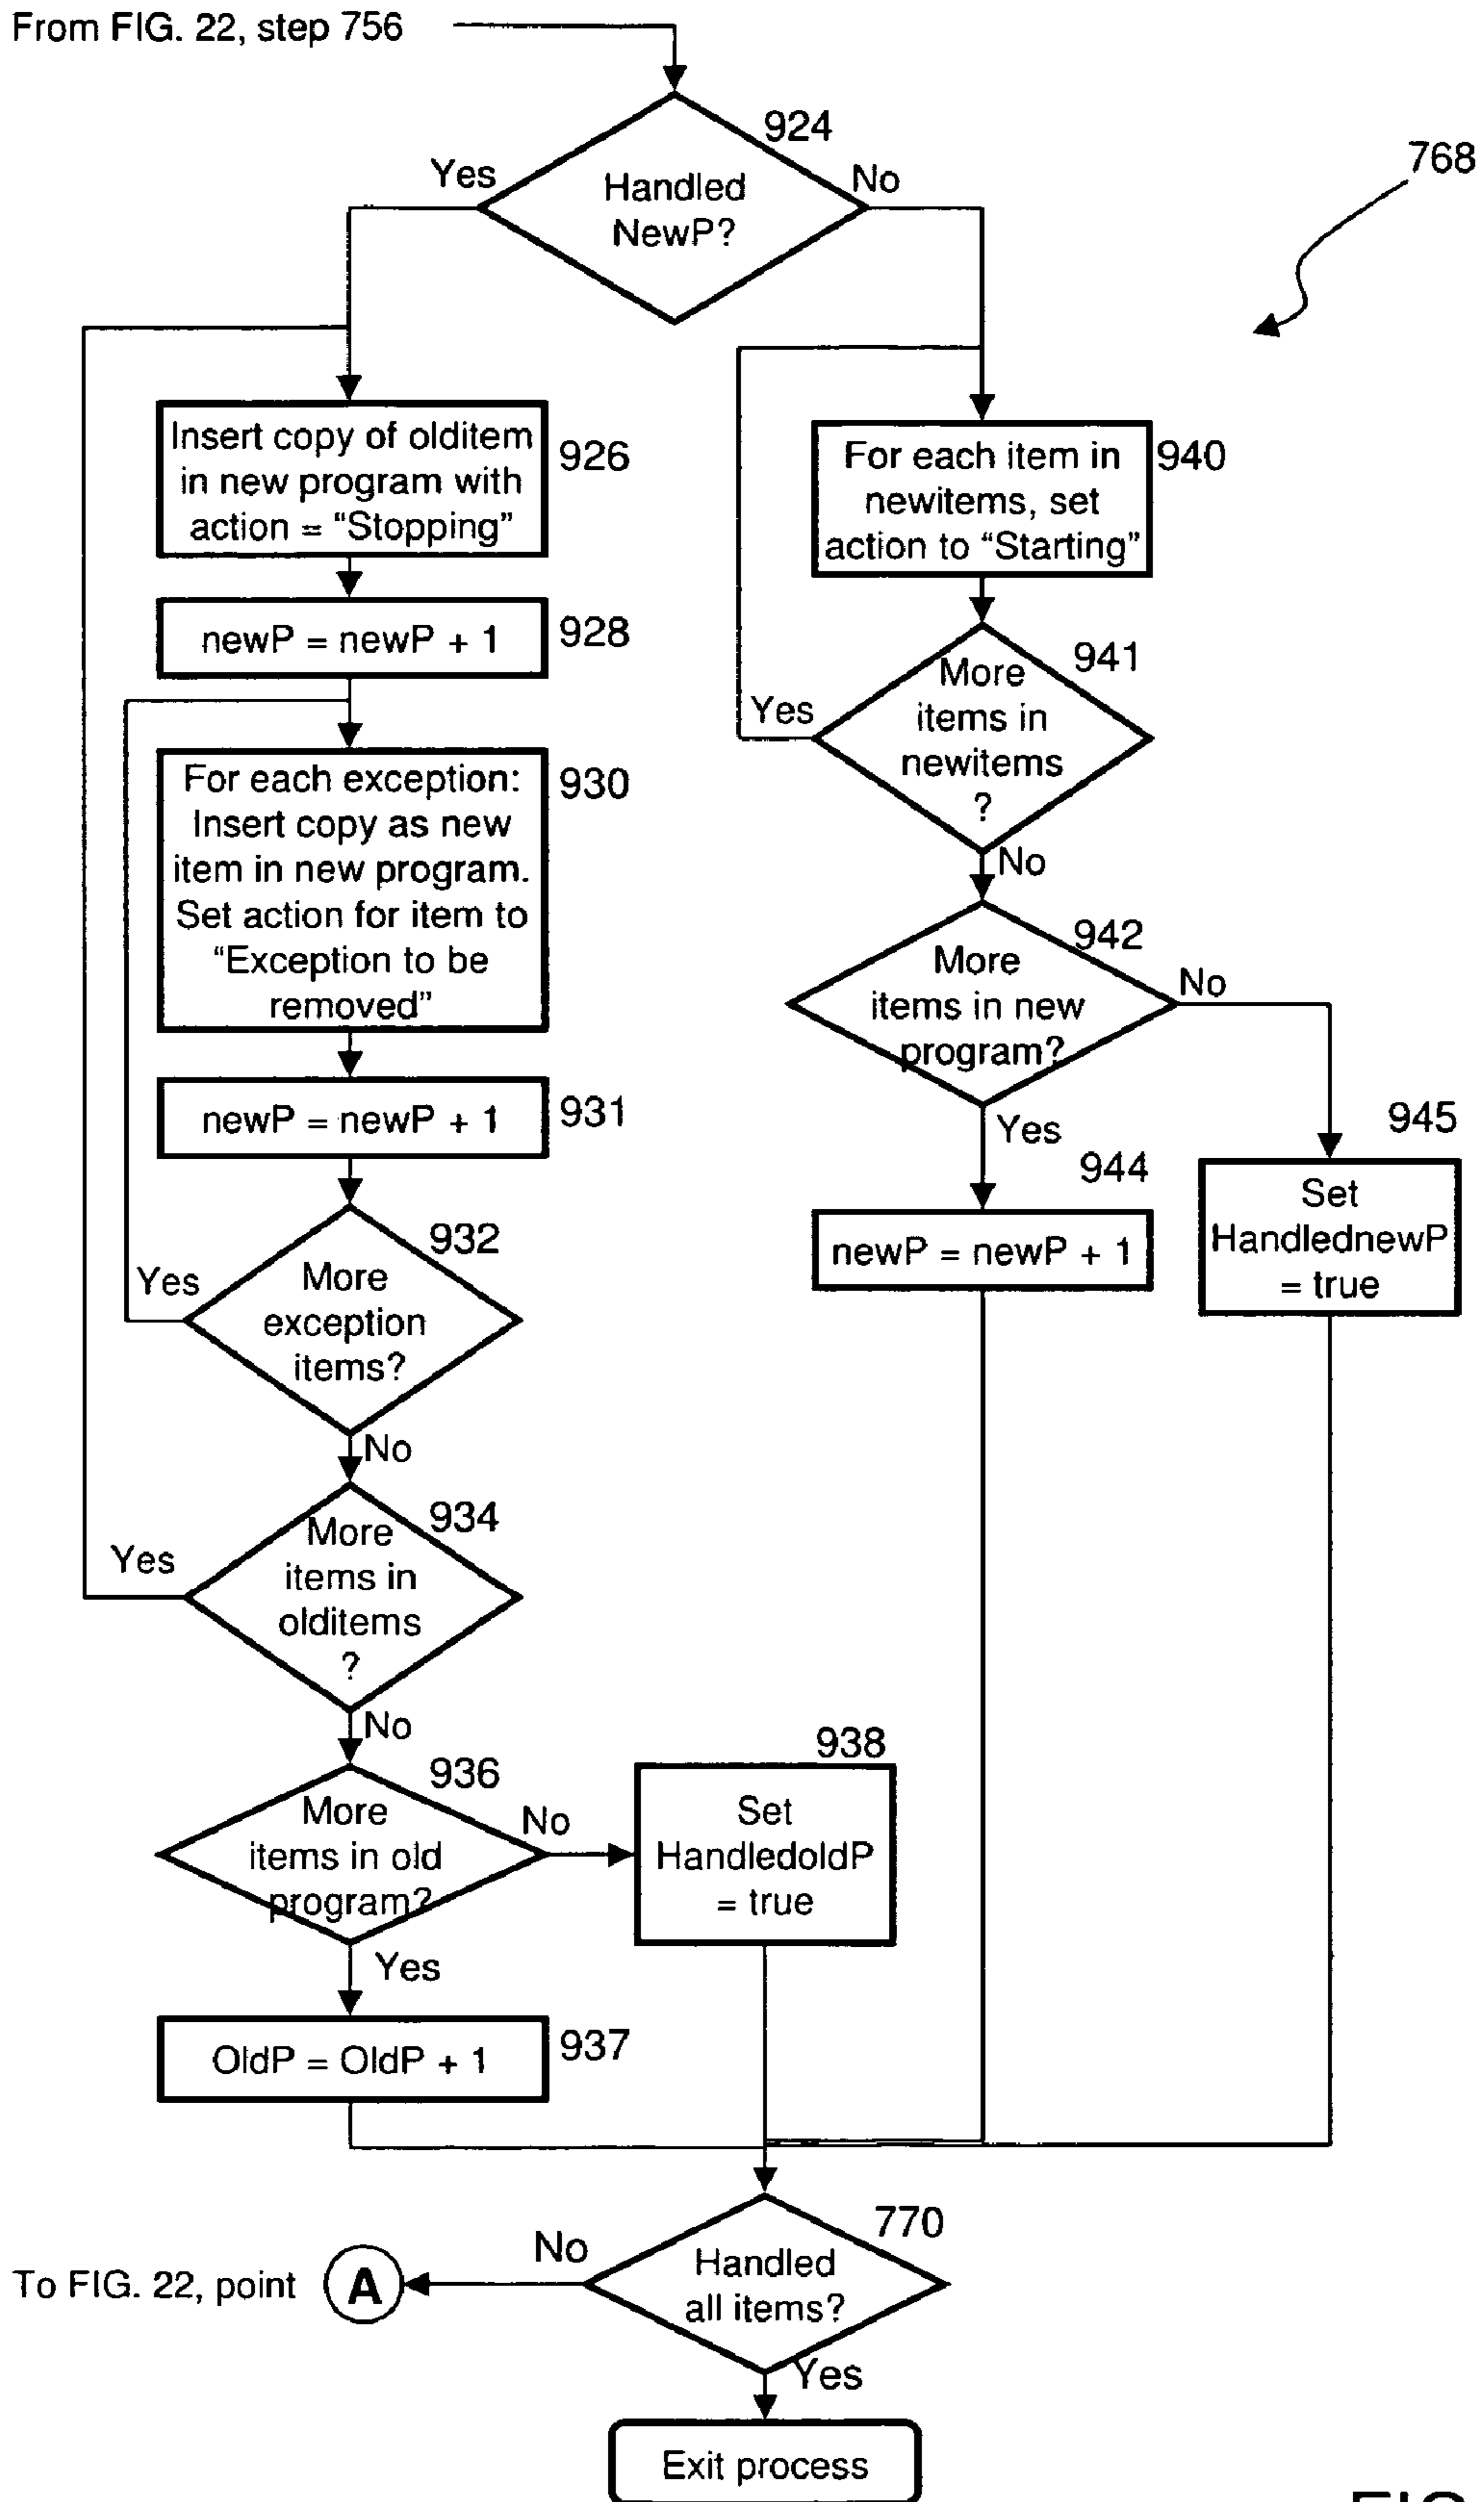 From FIG. 22, step 756
924
768
Yes
Handled
NewP?
No
Insert copy of olditem
in new program with
action = “Stopping”
926
For each item in
newitems, set
action to “Starting”
940
newP = newP + 1
928
More
items in
newitems
?
941
Yes
No
For each exception:
Insert copy as new
item in new program.
Set action for item to
“Exception to be
removed”
930
More
items in new
program?
942
No
Yes
newP = newP + 1
931
944
newP = newP + 1
945
Set
HandlednewP
= true
932
More
exception
items?
Yes
No
934
More
items in
olditems
?
Yes
No
936
More
items in old
program?
No
Yes
938
Set
HandledoldP
= true
OldP = OldP + 1
937
770
Handled
all items?
No
To FIG. 22, point
A
Yes
Exit process